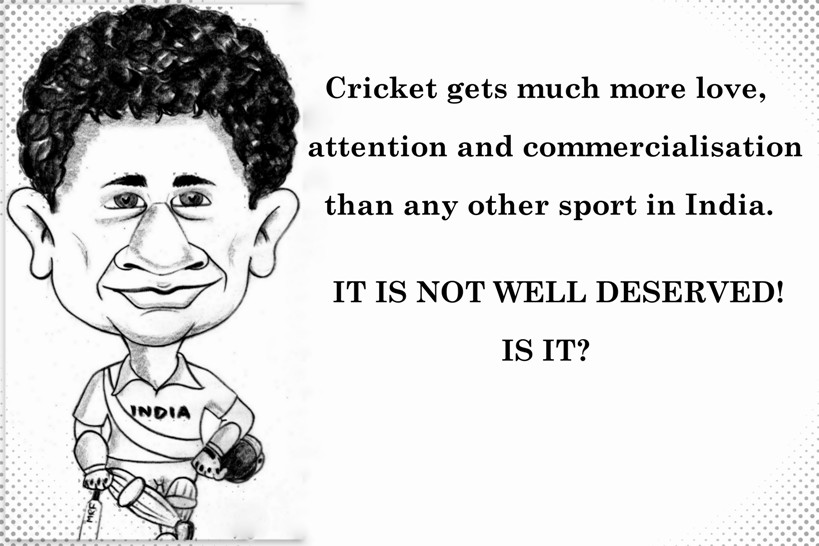 Cricket gets much more love,
attention and commercialisation
than any other sport in India.
IT IS NOT WELL DESERVED!
IS IT?
INDIA
MRF